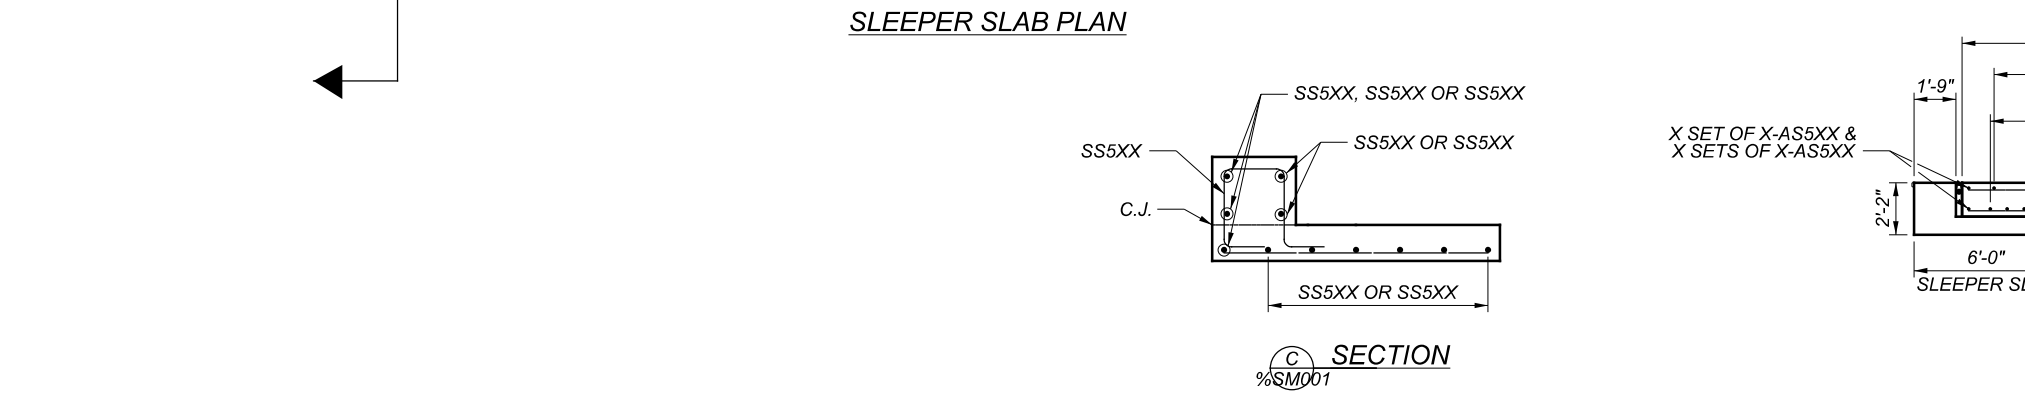 SLEEPER SLAB PLAN
SS5XX, SS5XX OR SS5XX
SS5XX OR SS5XX
SS5XX
C.J.
SS5XX OR SS5XX
C
SECTION
%SM001
1'-9"
X SET OF X-AS5XX &
X SETS OF X-AS5XX
2'-2"
6'-0"
SLEEPER